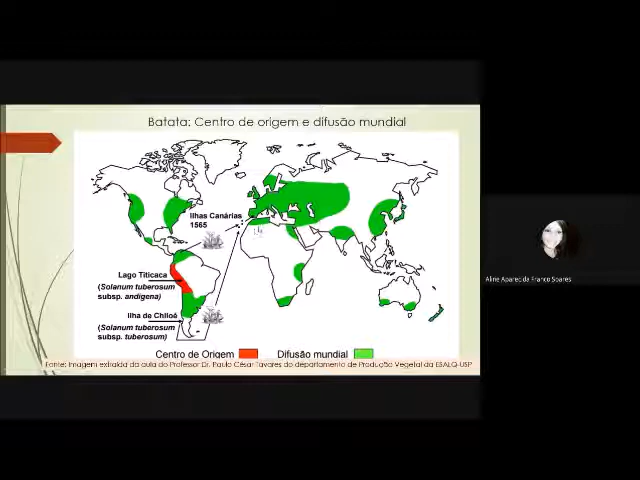 Batata: Centro de origem e difusão mundial
Ilhas Canárias
1565
Lago Titicaca
(Solanum tuberosum
subsp. andigena)
Ilha de Chiloé
(Solanum tuberosum
subsp. tuberosum)
Centro de Origem
Difusão mundial
Fonte: Imagem extraída da aula do Professor Dr. Paulo César Tavares do departamento de Produção Vegetal da ESALQ-USP
Aline Aparecida Franco Soares